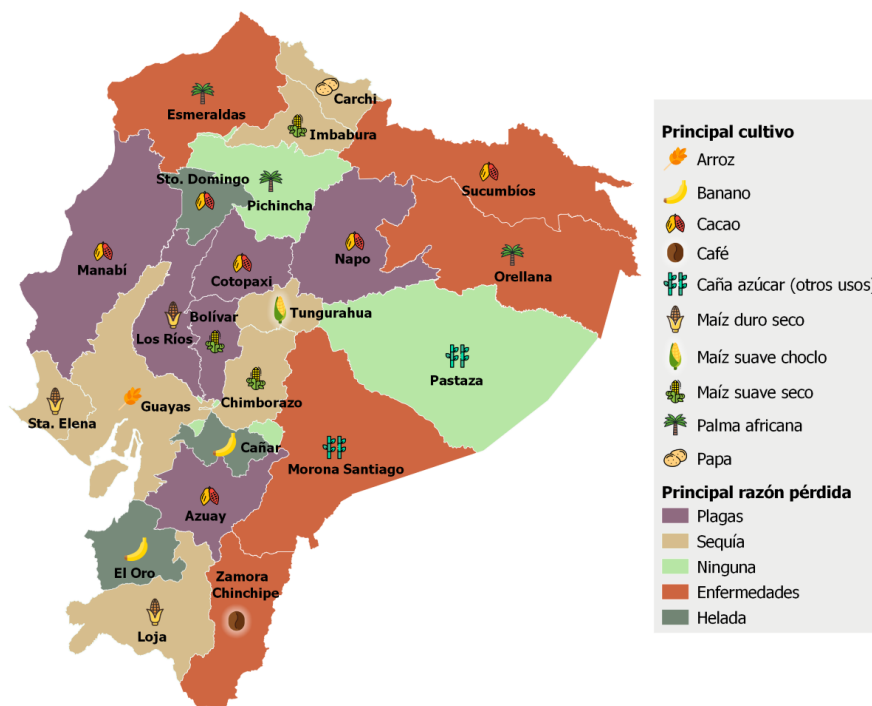 Carchi
Esmeraldas
Imbabura
Sto. Domingo
Sucumbíos
Pichincha
Napo
Manabí
Cotopaxi
Orellana
Bolívar
Tungurahua
Los Ríos
Pastaza
Chimborazo
Guayas
Sta. Elena
Cañar
Morona Santiago
Azuay
El Oro
Zamora
Chinchipe
Loja
Principal cultivo
Arroz
Banano
Cacao
Café
Caña azúcar (otros usos)
Maíz duro seco
Maíz suave choclo
Maíz suave seco
Palma africana
Papa
Principal razón pérdida
Plagas
Sequía
Ninguna
Enfermedades
Helada